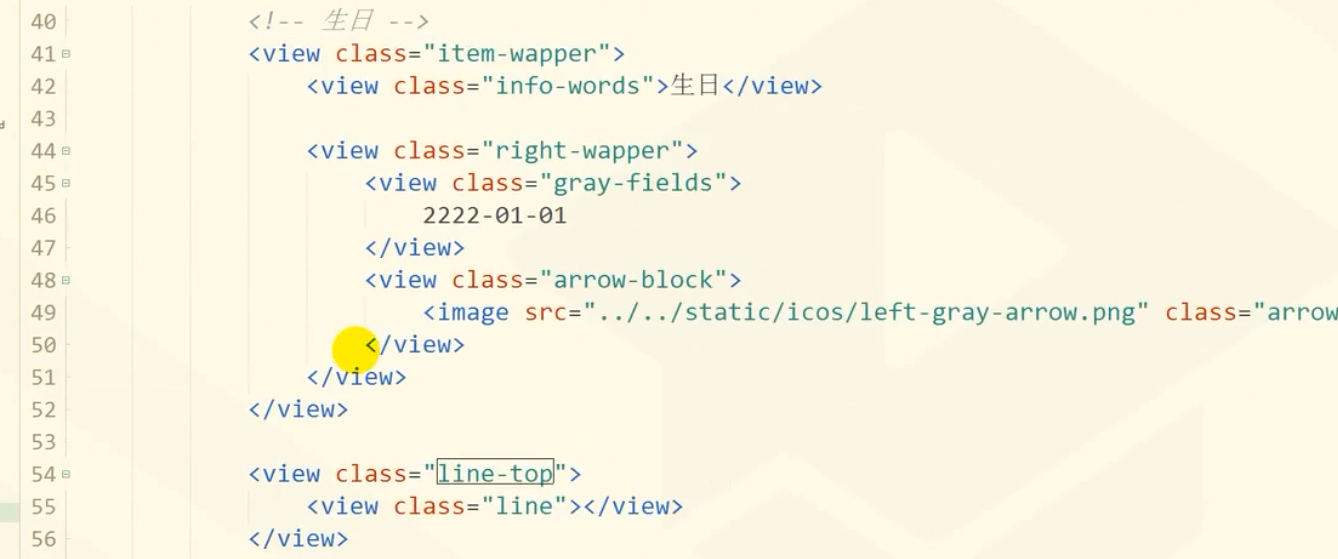 40 <!-- 生日 -->
41 <view class="item-wapper">
42 <view class="info-words">生日</view>
43
44 <view class="right-wapper">
45 <view class="gray-fields">
46 2222-01-01
47 </view>
48 <view class="arrow-block">
49 <image src="../../static/icos/left-gray-arrow.png" class="arrow
50 </view>
51 </view>
52 </view>
53
54 <view class="line-top">
55 <view class="line"></view>
56 </view>